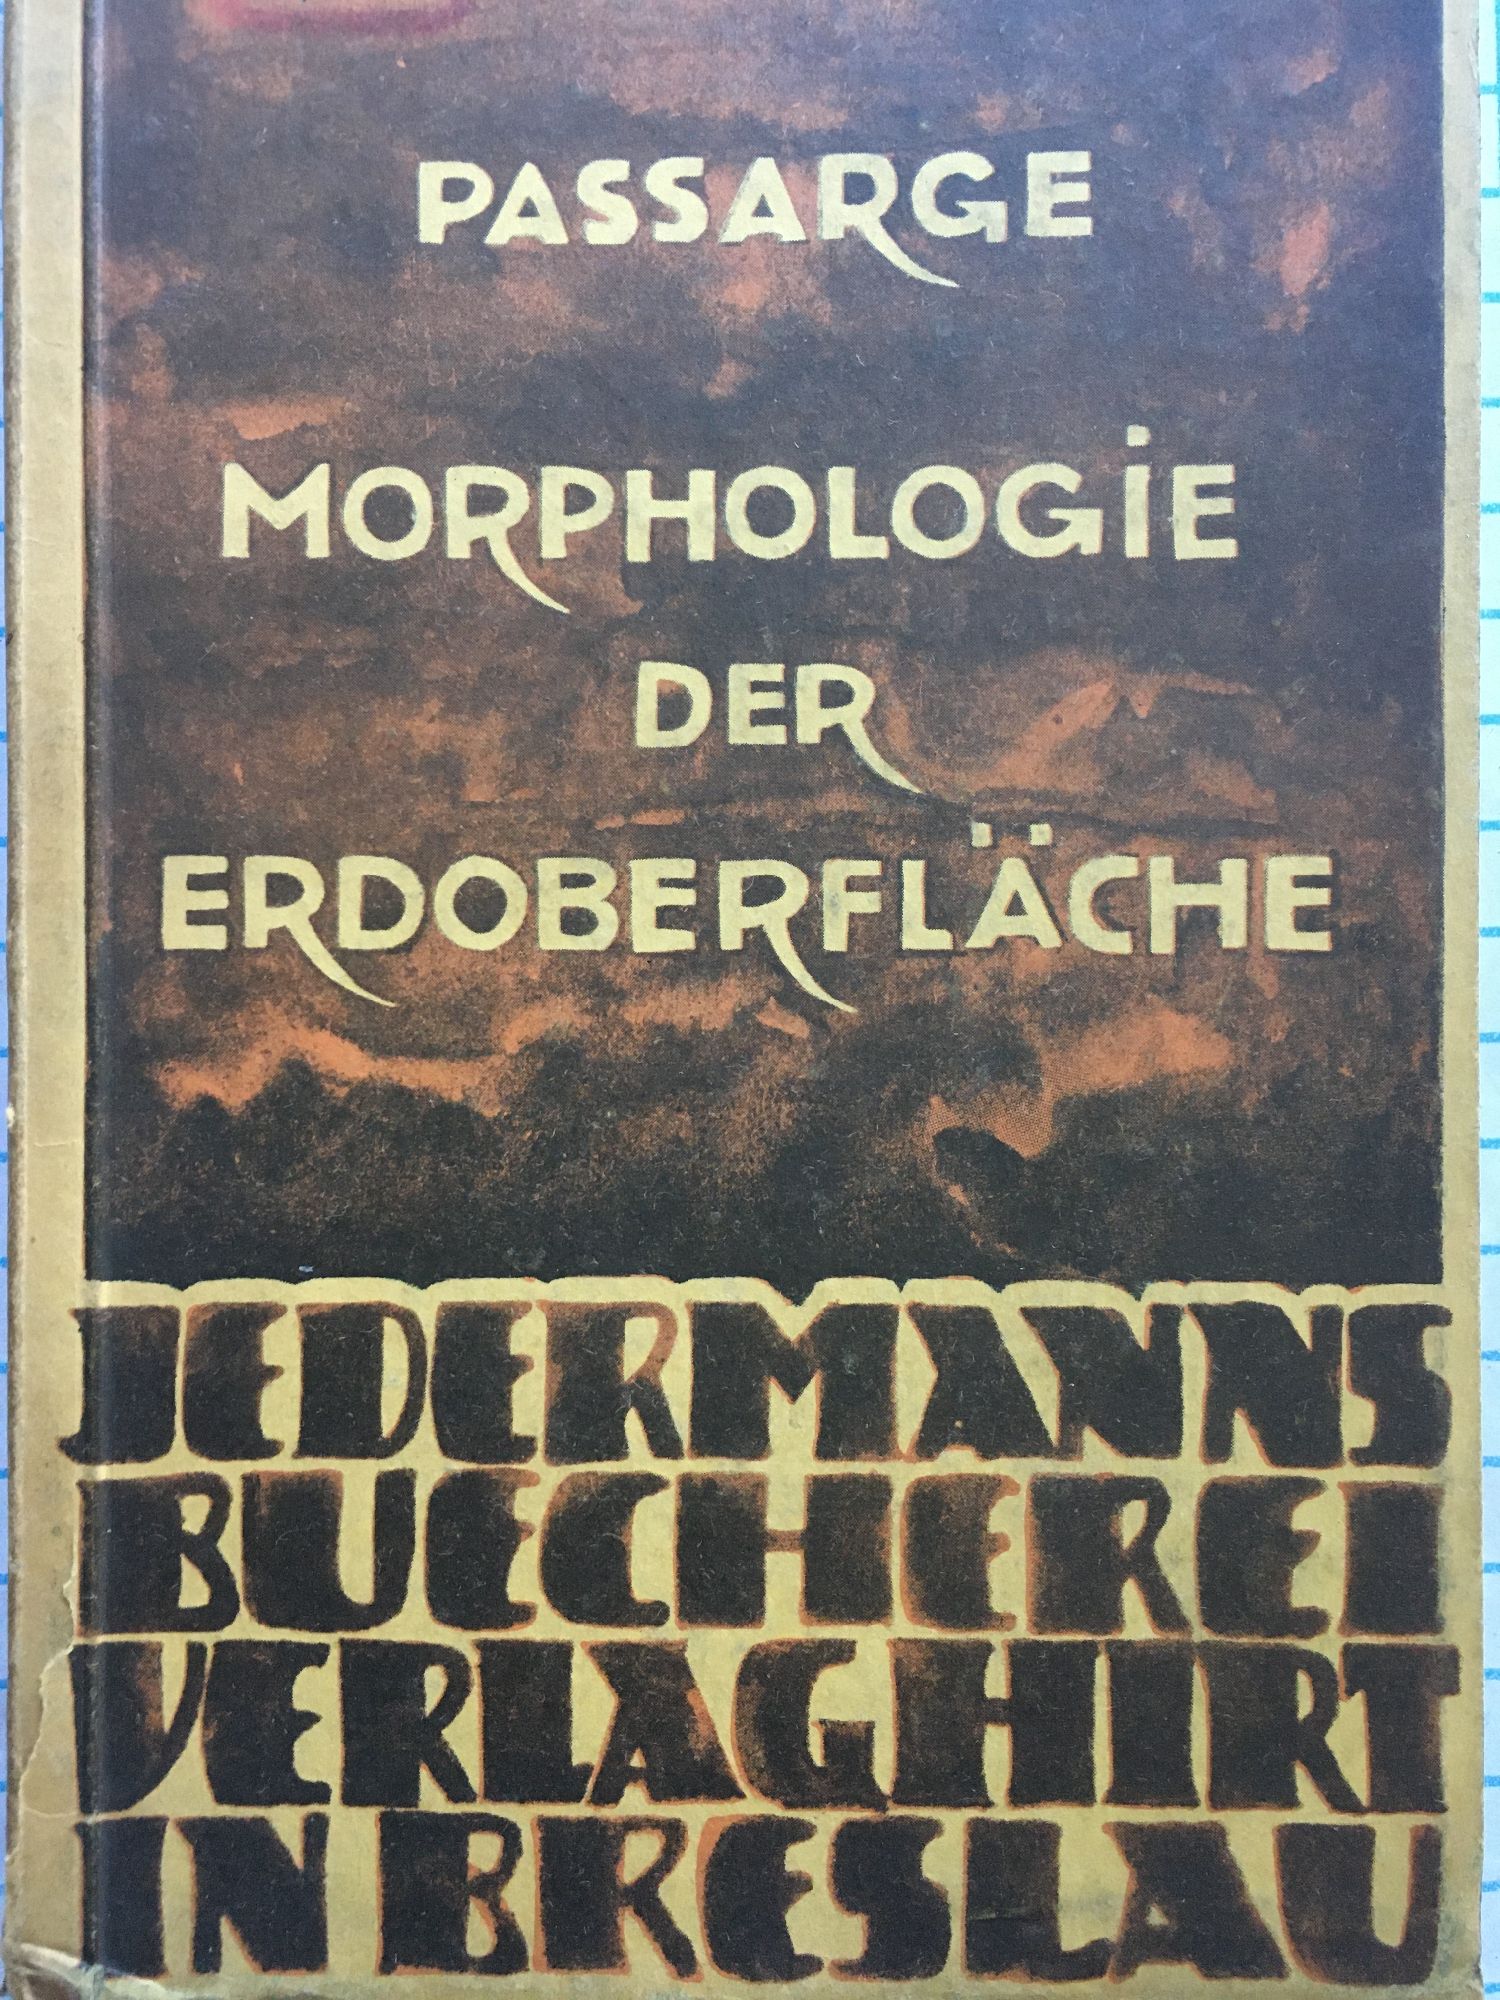 PASSARGE
MORPHOLOGiE
DER
ERDOBERFLÄCHE
JEDERMANNS
BUECHEREI
VERLAG HIRT
IN BRESLAU